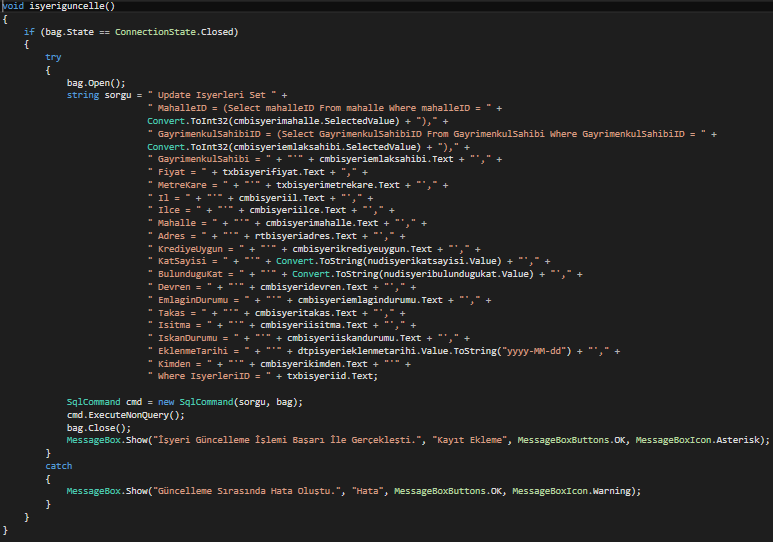 void isyeriguncelle()
{
if (bag.State == ConnectionState.Closed)
{
try
{
bag.Open();
string sorgu = " Update Isyerleri Set " +
" MahalleID = (Select mahalleID From mahalle Where mahalleID = " +
Convert.ToInt32(cmbisyerimahalle.SelectedValue) + ")," +
" GayrimenkulSahibiID = (Select GayrimenkulSahibiID From GayrimenkulSahibi Where GayrimenkulSahibiID = " +
Convert.ToInt32(cmbisyeriemlaksahibi.SelectedValue) + ")," +
" GayrimenkulSahibi = " + "'" + cmbisyeriemlaksahibi.Text + "'," +
" Fiyat = " + txbisyerifiyat.Text + "," +
" MetreKare = " + "'" + txbisyerimetrekare.Text + "'," +
" Il = " + "'" + cmbisyeriil.Text + "'," +
" Ilce = " + "'" + cmbisyeriilce.Text + "'," +
" Mahalle = " + "'" + cmbisyerimahalle.Text + "'," +
" Adres = " + "'" + rtbisyeriadres.Text + "'," +
" KrediyeUygun = " + "'" + cmbisyerikrediyeuygun.Text + "'," +
" KatSayisi = " + "'" + Convert.ToString(nudisyerikatsayisi.Value) + "'," +
" BulunduguKat = " + "'" + Convert.ToString(nudisyeribulundugukat.Value) + "'," +
" Devren = " + "'" + cmbisyeridevren.Text + "'," +
" EmlaginDurumu = " + "'" + cmbisyeriemlagindurumu.Text + "'," +
" Takas = " + "'" + cmbisyeritakas.Text + "'," +
" Isitma = " + "'" + cmbisyeriisitma.Text + "'," +
" IskanDurumu = " + "'" + cmbisyeriiskandurumu.Text + "'," +
" EklenmeTarihi = " + "'" + dtpisyerieklenmetarihi.Value.ToString("yyyy-MM-dd") + "'," +
" Kimden = " + "'" + cmbisyerikimden.Text + "'" +
" Where IsyerleriID = " + txbisyeriid.Text;
SqlCommand cmd = new SqlCommand(sorgu, bag);
cmd.ExecuteNonQuery();
bag.Close();
MessageBox.Show("İşyeri Güncelleme İşlemi Başarı İle Gerçekleşti.", "Kayıt Ekleme", MessageBoxButtons.OK, MessageBoxIcon.Asterisk);
}
catch
{
MessageBox.Show("Güncelleme Sırasında Hata Oluştu.", "Hata", MessageBoxButtons.OK, MessageBoxIcon.Warning);
}
}
}